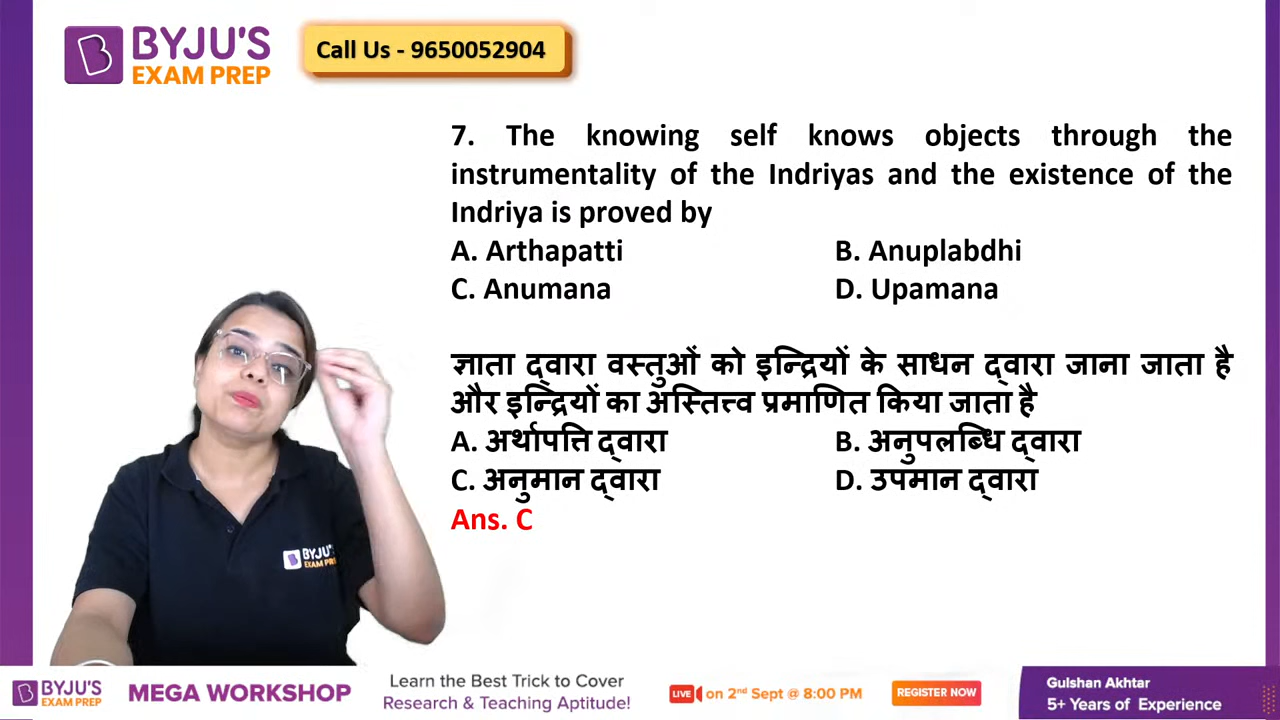 BYJU'S
EXAM PREP
Call Us - 9650052904
7. The knowing self knows objects through the
instrumentality of the Indriyas and the existence of the
Indriya is proved by
A. Arthapatti B. Anuplabdhi
C. Anumana D. Upamana
ज्ञाता द्वारा वस्तुओं को इन्द्रियों के साधन द्वारा जाना जाता है
और इन्द्रियों का अस्तित्त्व प्रमाणित किया जाता है
A. अर्थापत्ति द्वारा B. अनुपलब्धि द्वारा
C. अनुमान द्वारा D. उपमान द्वारा
Ans. C
BYJU'S
EXAM PREP
BYJU'S
EXAM PREP
MEGA WORKSHOP
Learn the Best Trick to Cover
Research & Teaching Aptitude!
LIVE on 2nd Sept @ 8:00 PM
REGISTER NOW
Gulshan Akhtar
5+ Years of Experience